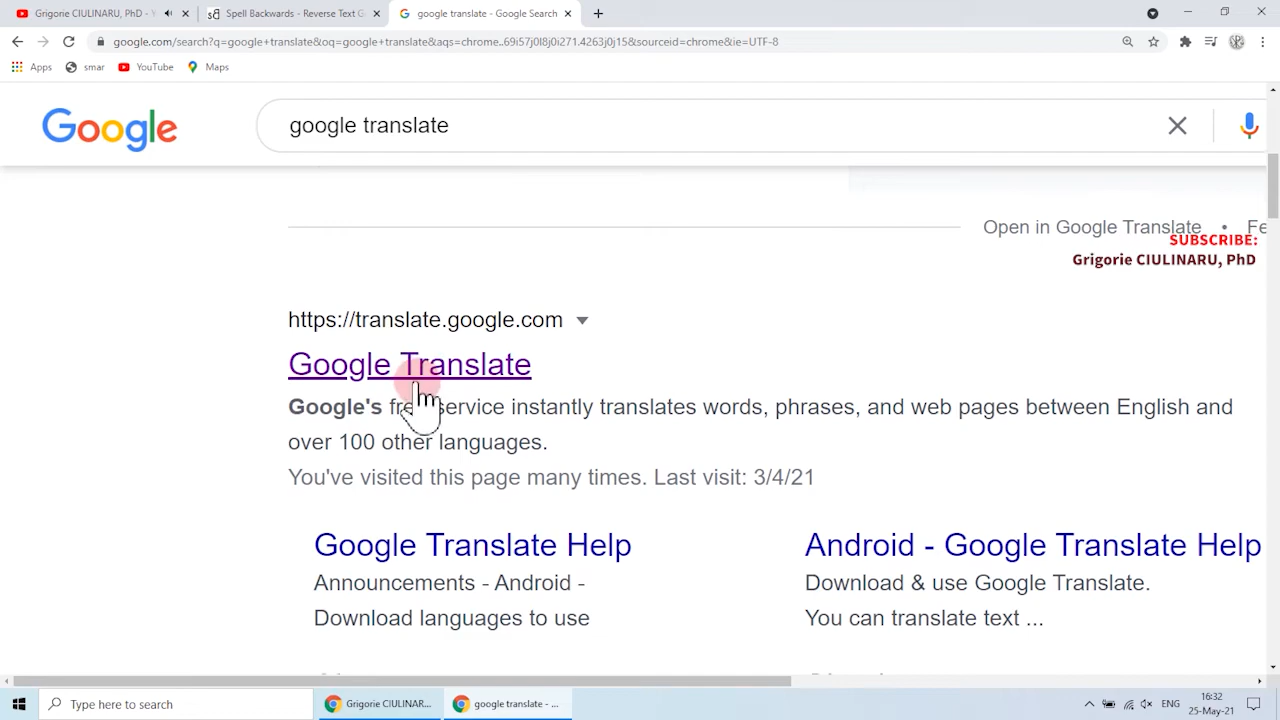 Grigorie CIULINARU, PhD - Y
Spell Backwards - Reverse Text G
google translate - Google Search
google.com/search?q=google+translate&oq=google+translate&aqs=chrome..69i57j0l8j0i271.4263j0j15&sourceid=chrome&ie=UTF-8
Apps smar YouTube Maps
Google
google translate
Open in Google Translate • Fe
SUBSCRIBE:
Grigorie CIULINARU, PhD
https://translate.google.com
Google Translate
Google's free service instantly translates words, phrases, and web pages between English and
over 100 other languages.
You've visited this page many times. Last visit: 3/4/21
Google Translate Help
Announcements - Android -
Download languages to use
Android - Google Translate Help
Download & use Google Translate.
You can translate text ...
Type here to search
Grigorie CIULINAR...
google translate - ...
ENG
16:32
25-May-21